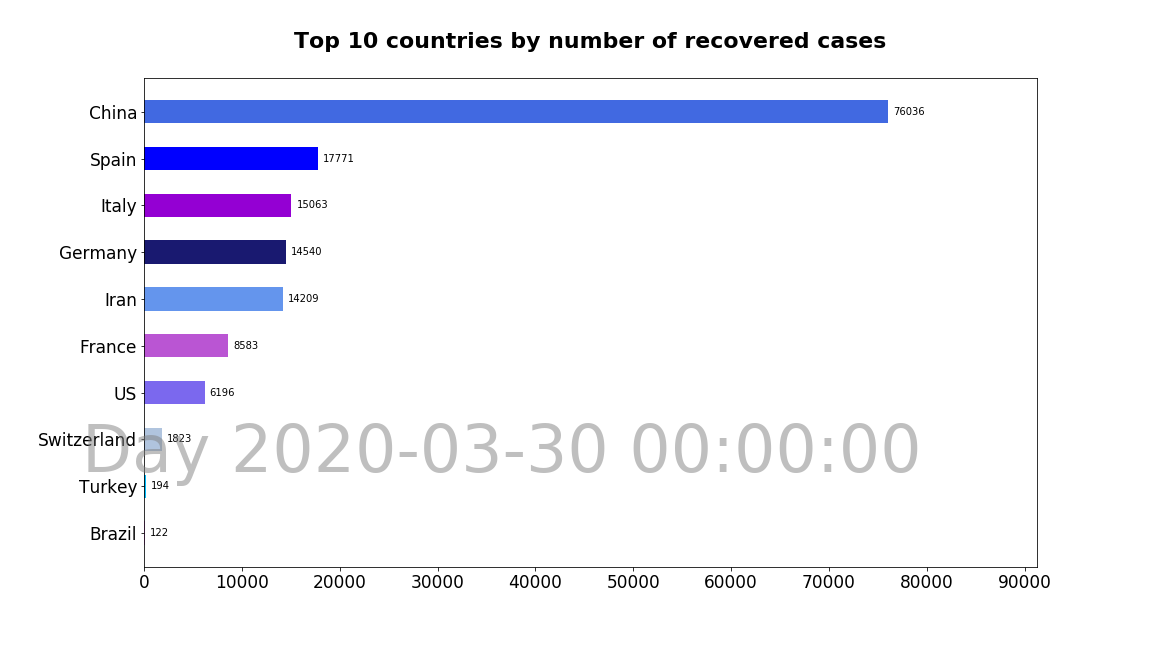 Top 10 countries by number of recovered cases
China 76036
Spain 17771
Italy 15063
Germany 14540
Iran 14209
France 8583
US 6196
Switzerland 1823
Day 2020-03-30 00:00:00
Turkey 194
Brazil 122
0 10000 20000 30000 40000 50000 60000 70000 80000 90000